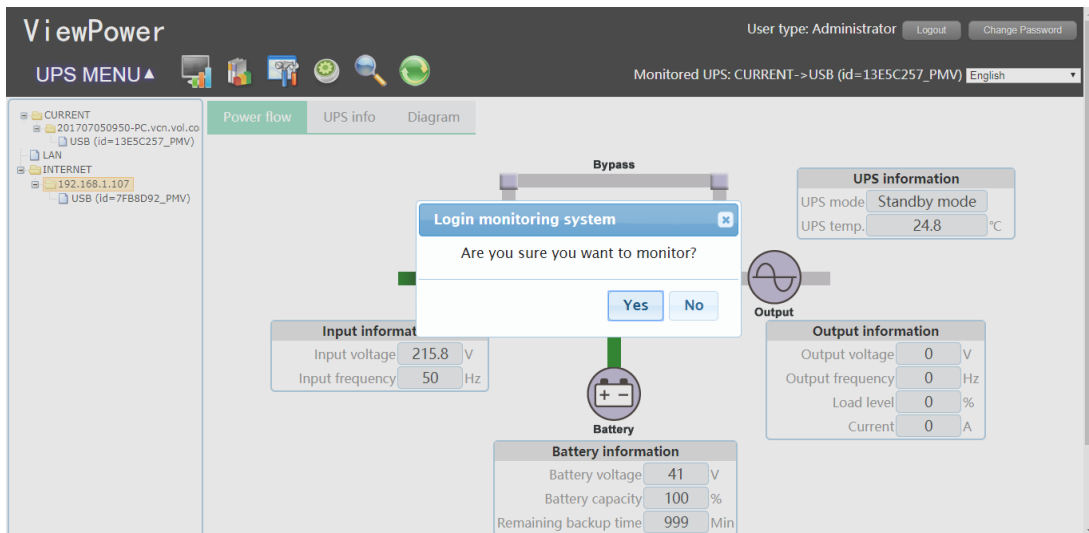 ViewPower
User type: Administrator Logout Change Password
UPS MENU▲
Monitored UPS: CURRENT->USB (id=13E5C257_PMV) English
CURRENT
201707050950-PC.vcn.vol.co
USB (id=13E5C257_PMV)
LAN
INTERNET
192.168.1.107
USB (id=7FB8D92_PMV)
Power flow UPS info Diagram
Bypass
UPS information
UPS mode Standby mode
UPS temp. 24.8 ℃
Login monitoring system
Are you sure you want to monitor?
Yes No
Output
Input informat
Input voltage 215.8 V
Input frequency 50 Hz
Output information
Output voltage 0 V
Output frequency 0 Hz
Load level 0 %
Current 0 A
Battery
Battery information
Battery voltage 41 V
Battery capacity 100 %
Remaining backup time 999 Min